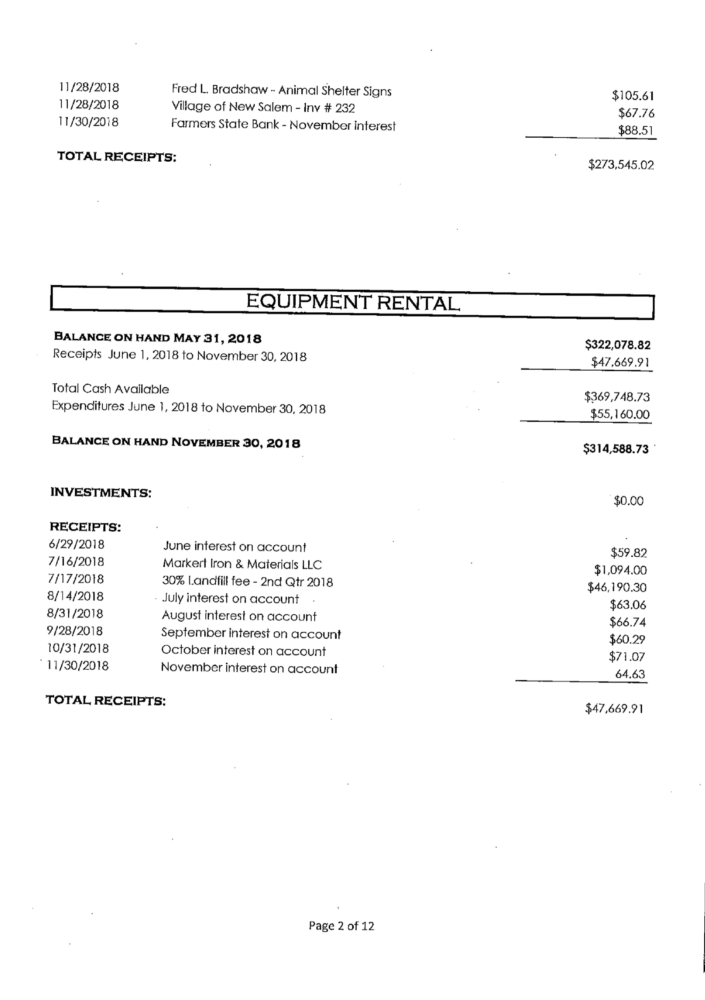 11/28/2018 Fred L. Bradshaw - Animal Shelter Signs $105.61
11/28/2018 Village of New Salem - Inv # 232 $67.76
11/30/2018 Farmers State Bank - November interest $88.51
TOTAL RECEIPTS: $273,545.02
EQUIPMENT RENTAL
BALANCE ON HAND MAY 31, 2018 $322,078.82
Receipts June 1, 2018 to November 30, 2018 $47,669.91
Total Cash Available $369,748.73
Expenditures June 1, 2018 to November 30, 2018 $55,160.00
BALANCE ON HAND NOVEMBER 30, 2018 $314,588.73
INVESTMENTS: $0.00
RECEIPTS:
6/29/2018 June interest on account $59.82
7/16/2018 Markert Iron & Materials LLC $1,094.00
7/17/2018 30% Landfill fee - 2nd Qtr 2018 $46,190.30
8/14/2018 July interest on account $63.06
8/31/2018 August interest on account $66.74
9/28/2018 September interest on account $60.29
10/31/2018 October interest on account $71.07
11/30/2018 November interest on account 64.63
TOTAL RECEIPTS: $47,669.91
Page 2 of 12